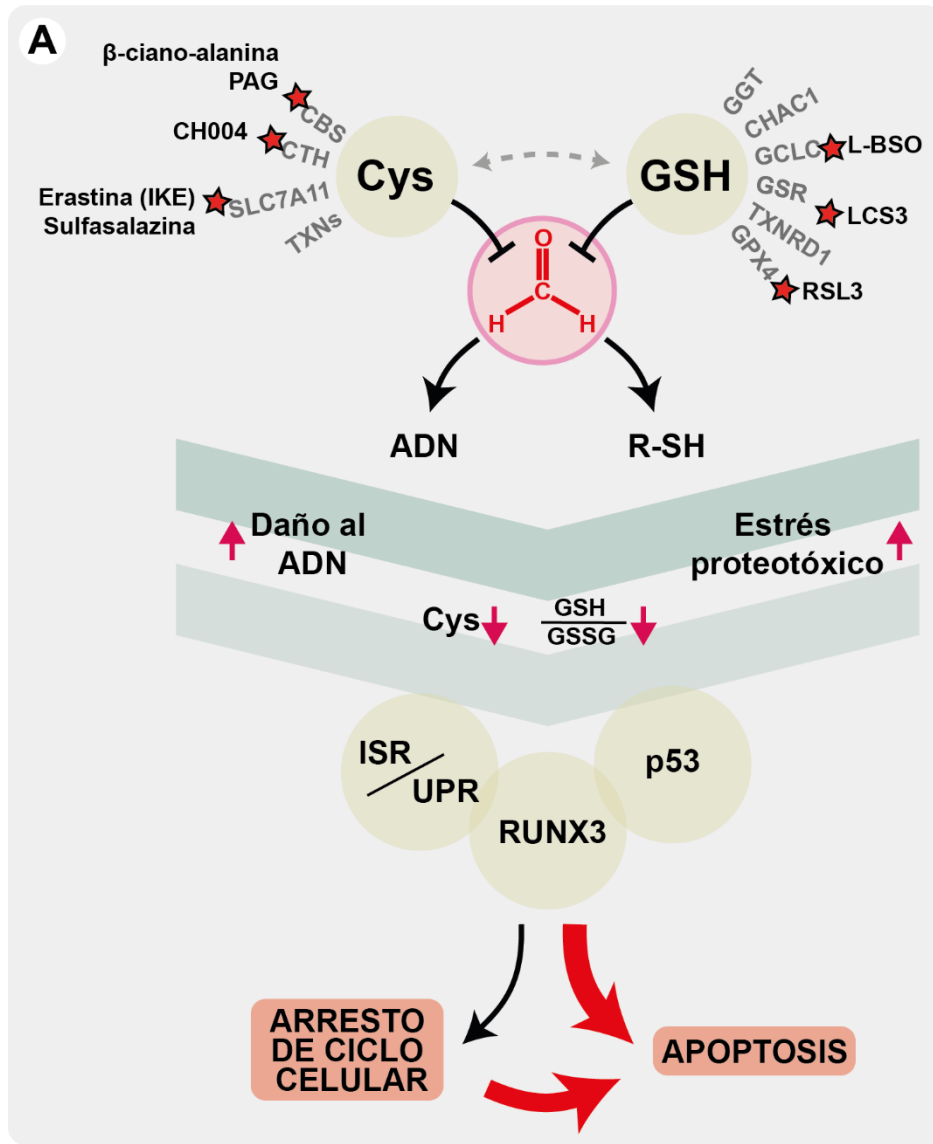 A
β-ciano-alanina
PAG
CBS
CH004
CTH
Erastina (IKE)
Sulfasalazina
SLC7A11
TXNs
Cys
GSH
GGT
CHAC1
GCLC
L-BSO
GSR
LCS3
TXNRD1
GPX4
RSL3
O
C
H
H
ADN
R-SH
Daño al
ADN
Estrés
proteotóxico
Cys
GSH
GSSG
ISR
UPR
RUNX3
p53
ARRESTO
DE CICLO
CELULAR
APOPTOSIS